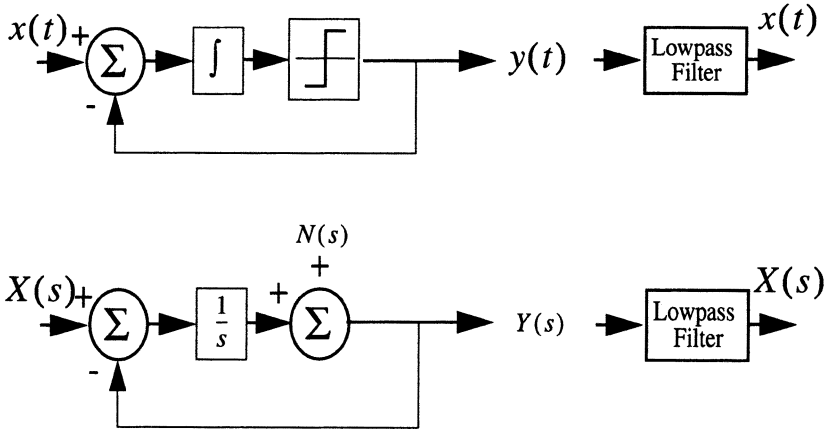 x(t) + Σ ∫ y(t) Lowpass x(t)
Filter
-
N(s)
+
X(s) + Σ 1/s + Σ Y(s) Lowpass X(s)
Filter
-